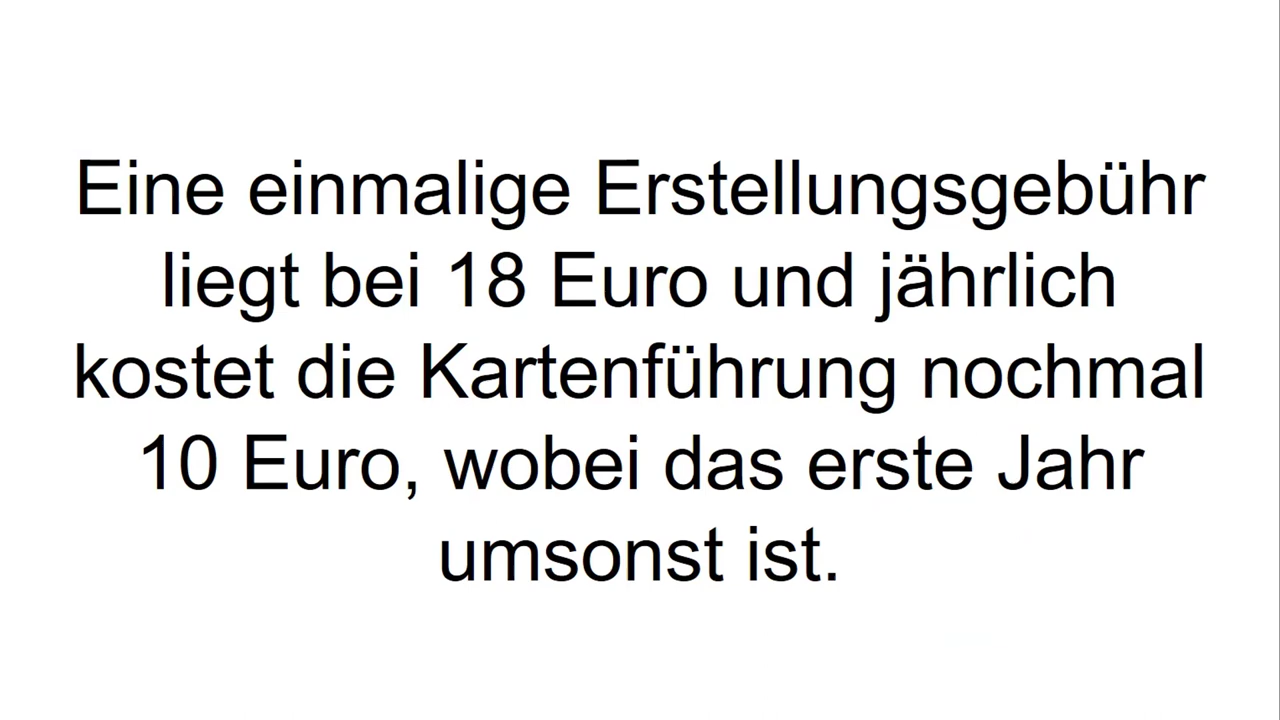 Eine einmalige Erstellungsgebühr
liegt bei 18 Euro und jährlich
kostet die Kartenführung nochmal
10 Euro, wobei das erste Jahr
umsonst ist.